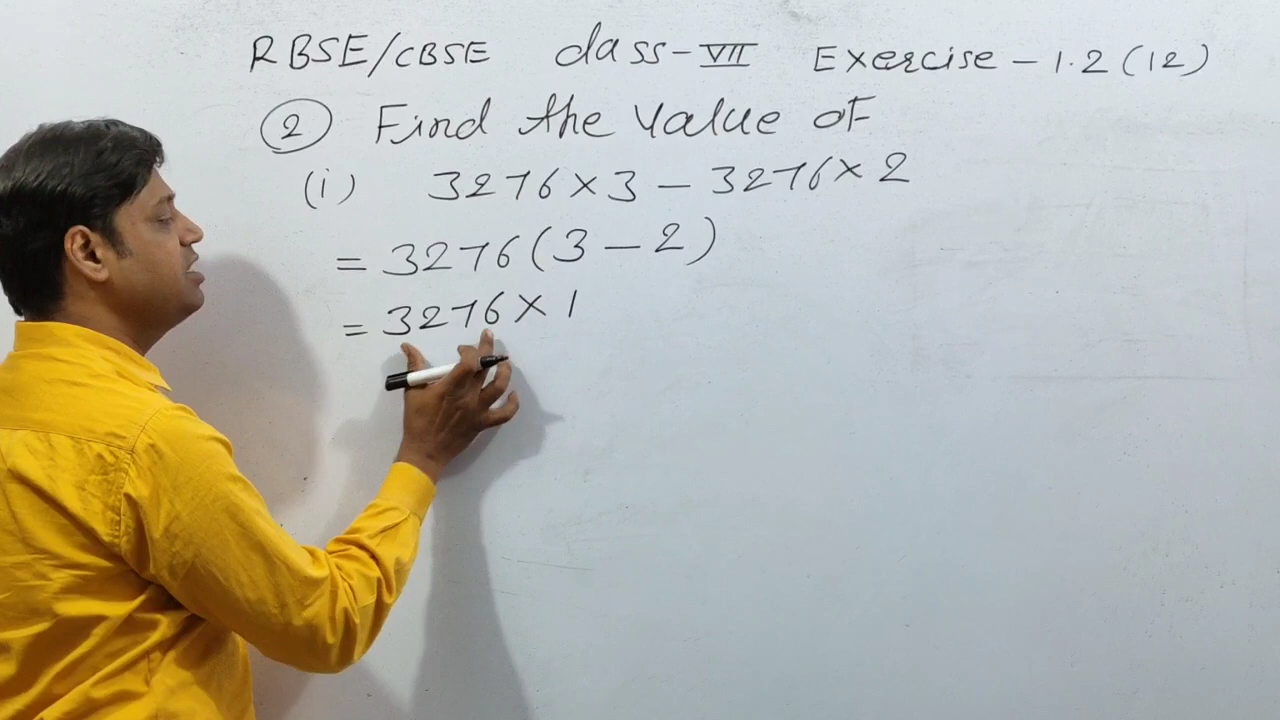 RBSE/CBSE class-VII Exercise-1.2(12)
2 Find the value of
(i) 3276×3-3276×2
=3276(3-2)
=3276×1